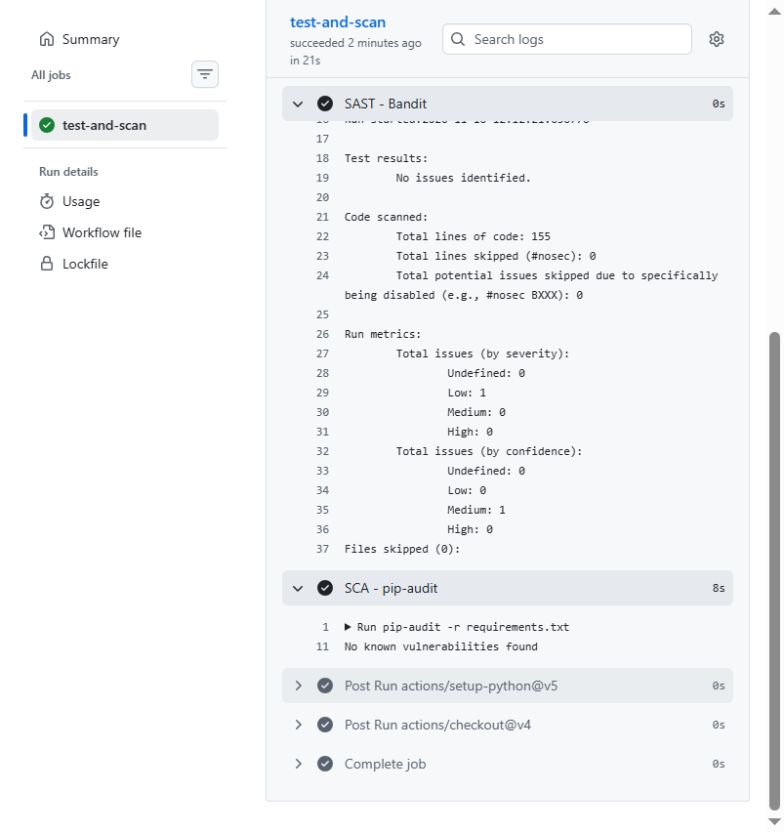 Summary
All jobs
test-and-scan
Run details
Usage
Workflow file
Lockfile
test-and-scan
succeeded 2 minutes ago
in 21s
Search logs
SAST - Bandit 0s
17
18 Test results:
19 No issues identified.
20
21 Code scanned:
22 Total lines of code: 155
23 Total lines skipped (#nosec): 0
24 Total potential issues skipped due to specifically
being disabled (e.g., #nosec BXXX): 0
25
26 Run metrics:
27 Total issues (by severity):
28 Undefined: 0
29 Low: 1
30 Medium: 0
31 High: 0
32 Total issues (by confidence):
33 Undefined: 0
34 Low: 0
35 Medium: 1
36 High: 0
37 Files skipped (0):
SCA - pip-audit 8s
1 Run pip-audit -r requirements.txt
11 No known vulnerabilities found
Post Run actions/setup-python@v5 0s
Post Run actions/checkout@v4 0s
Complete job 0s